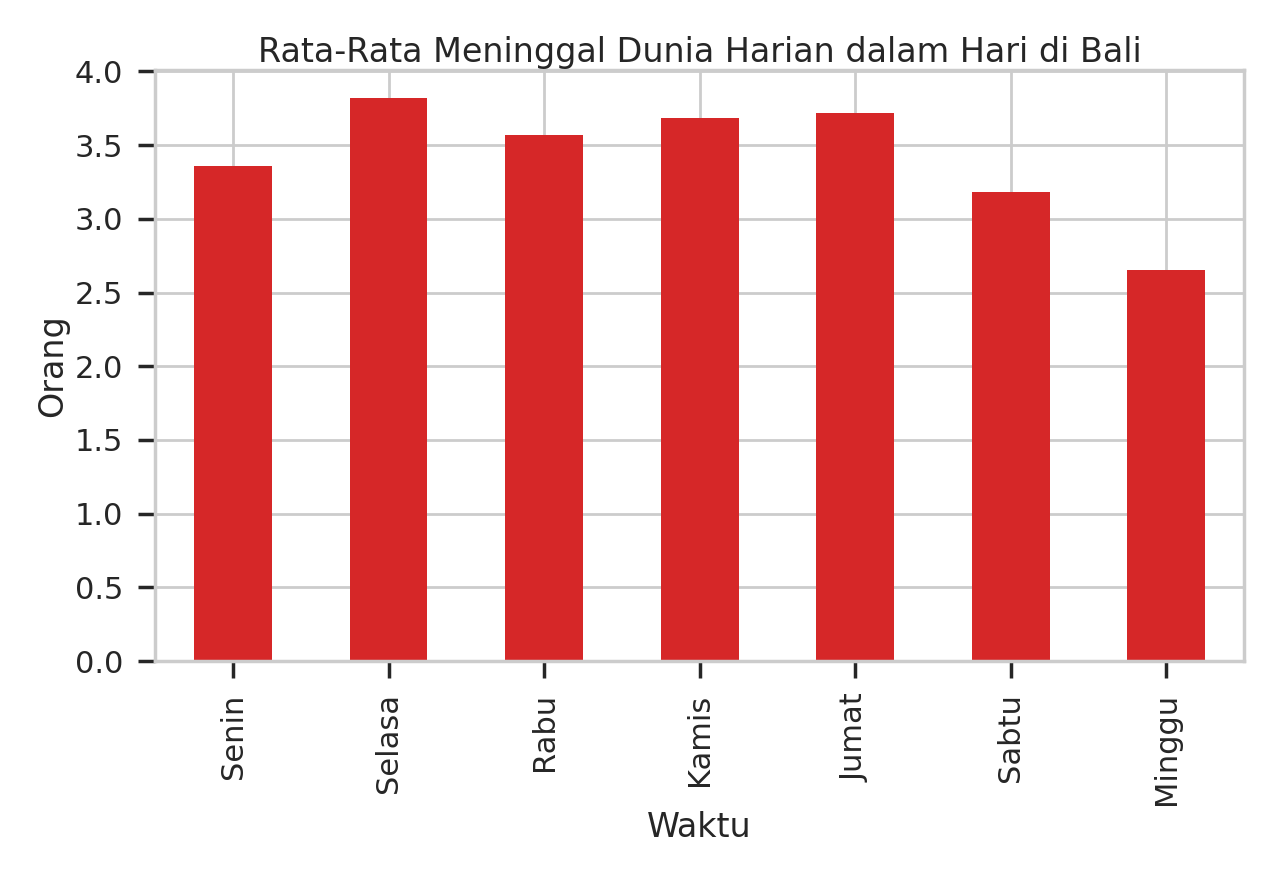 Rata-Rata Meninggal Dunia Harian dalam Hari di Bali
4.0
3.5
3.0
2.5
2.0
1.5
1.0
0.5
0.0
Orang
Senin
Selasa
Rabu
Kamis
Jumat
Sabtu
Minggu
Waktu